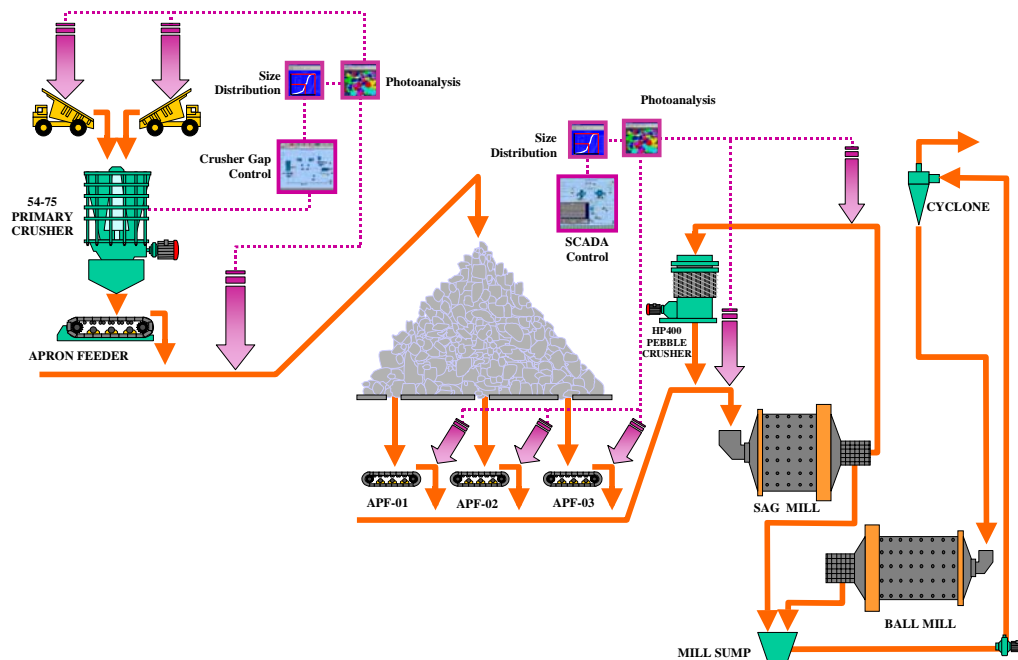 Size
Distribution
Photoanalysis
Crusher Gap
Control
54-75
PRIMARY
CRUSHER
APRON FEEDER
Photoanalysis
Size
Distribution
SCADA
Control
CYCLONE
HP400
PEBBLE
CRUSHER
APF-01
APF-02
APF-03
SAG MILL
BALL MILL
MILL SUMP